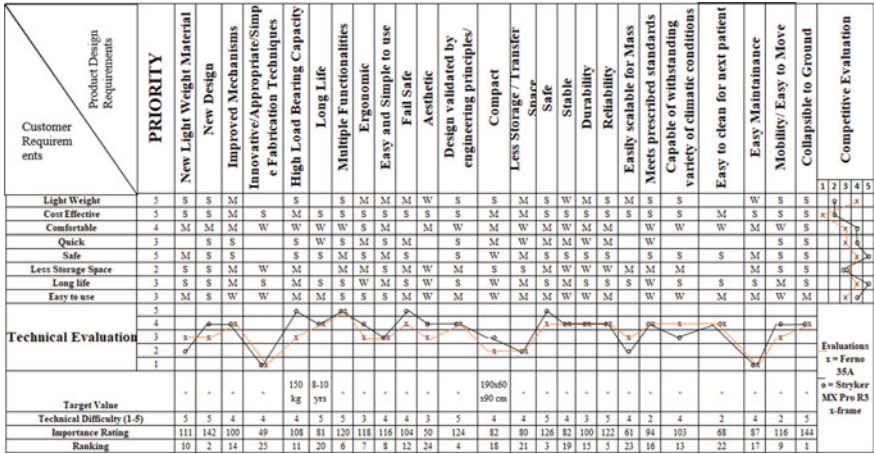 Product Design Requirements
Customer Requirem ents
PRIORITY
New Light Weight Material
New Design
Improved Mechanisms
Innovative/Appropriate/Simp
e Fabrication Techniques
High Load Bearing Capacity
Long Life
Multiple Functionalities
Ergonomic
Easy and Simple to use
Fail Safe
Aesthetic
Design validated by
engineering principles/
Compact
Less Storage / Transfer
Space
Safe
Stable
Durability
Reliability
Easily scalable for Mass
Meets prescribed standards
Capable of withstanding
variety of climatic conditions
Easy to clean for next patient
Easy Maintainance
Mobility/ Easy to Move
Collapsible to Ground
Competitive Evaluation
1 2 3 4 5
Light Weight 5 S S M S S M M M W S S M S W M S M S S W S S
Cost Effective 5 S S M S M S S S S S S S M M S M S S S S S M S S S
Comfortable 4 M M M W W W S M M W M W S M W M W W M M S
Quick 3 S S S W S M S M S M W M M W M W M S S
Safe 5 M S M S S M S M S W M S S S S S S S M S S
Less Storage Space 2 S S M W M M M S M W M S S M W W W M M M M S S
Long life 3 S S M S M S S W M S S M W M S S S S W S S S M S
Easy to use 3 M S W W M M S S S M W M W M S M W W M W W M M W M
Technical Evaluation
5
4
3
2
1
Evaluations
x = Ferno
35A
o = Stryker
MX Pro R3
x-frame
Target Value - - - - 150 kg 8-10 yrs - - - - - - 190x60 x90 cm - - - - - - - - - - - -
Technical Difficulty (1-5) 5 5 4 4 4 5 5 3 4 4 3 5 4 4 5 4 3 5 4 2 4 2 4 2 5
Importance Rating 111 142 100 49 108 81 120 118 116 104 50 124 82 80 126 82 100 122 61 94 103 68 87 116 144
Ranking 10 2 14 25 11 20 6 7 8 12 24 4 18 21 3 19 15 5 23 16 13 22 17 9 1